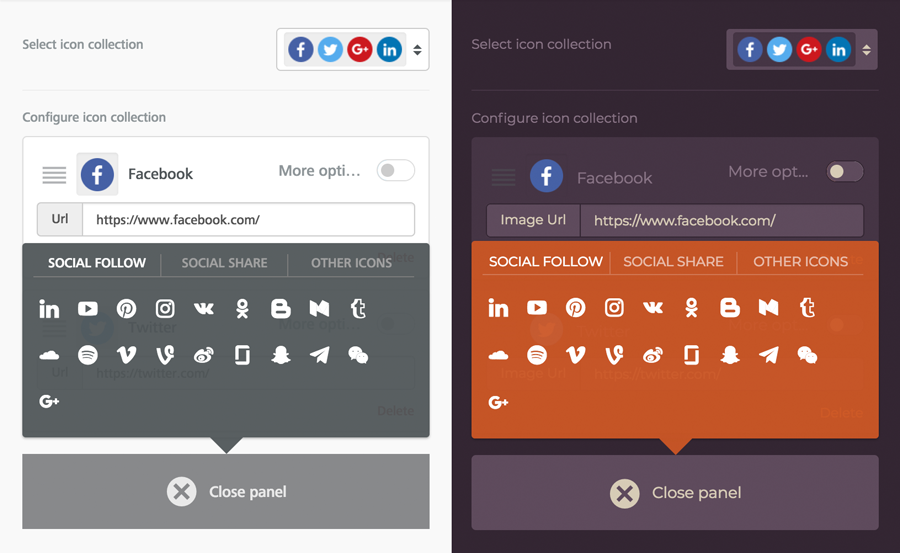 Select icon collection
Configure icon collection
Facebook
More opti...
Url
https://www.facebook.com/
Delete
SOCIAL FOLLOW
SOCIAL SHARE
OTHER ICONS
Twitter
More opti...
Url
https://twitter.com/
Delete
Close panel
Select icon collection
Configure icon collection
Facebook
More opt...
Image Url
https://www.facebook.com/
SOCIAL FOLLOW
SOCIAL SHARE
OTHER ICONS
Image Url
https://twitter.com/
Delete
Close panel